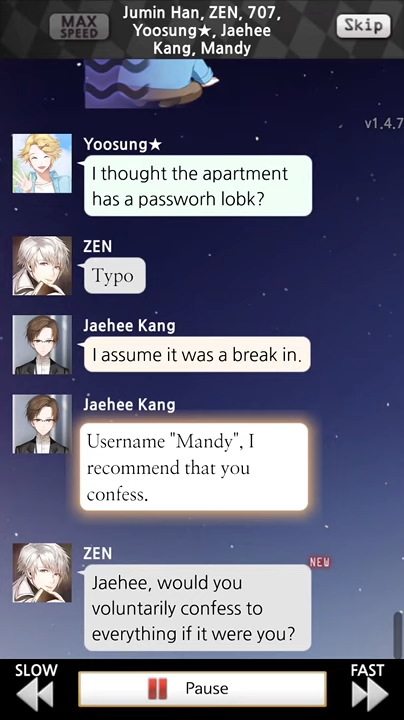 MAX
SPEED
Jumin Han, ZEN, 707,
Yoosung★, Jaehee
Kang, Mandy
Skip
v1.4.7
Yoosung★
I thought the apartment
has a passworh lobk?
ZEN
Typo
Jaehee Kang
I assume it was a break in.
Jaehee Kang
Username "Mandy", I
recommend that you
confess.
ZEN
NEW
Jaehee, would you
voluntarily confess to
everything if it were you?
SLOW
Pause
FAST